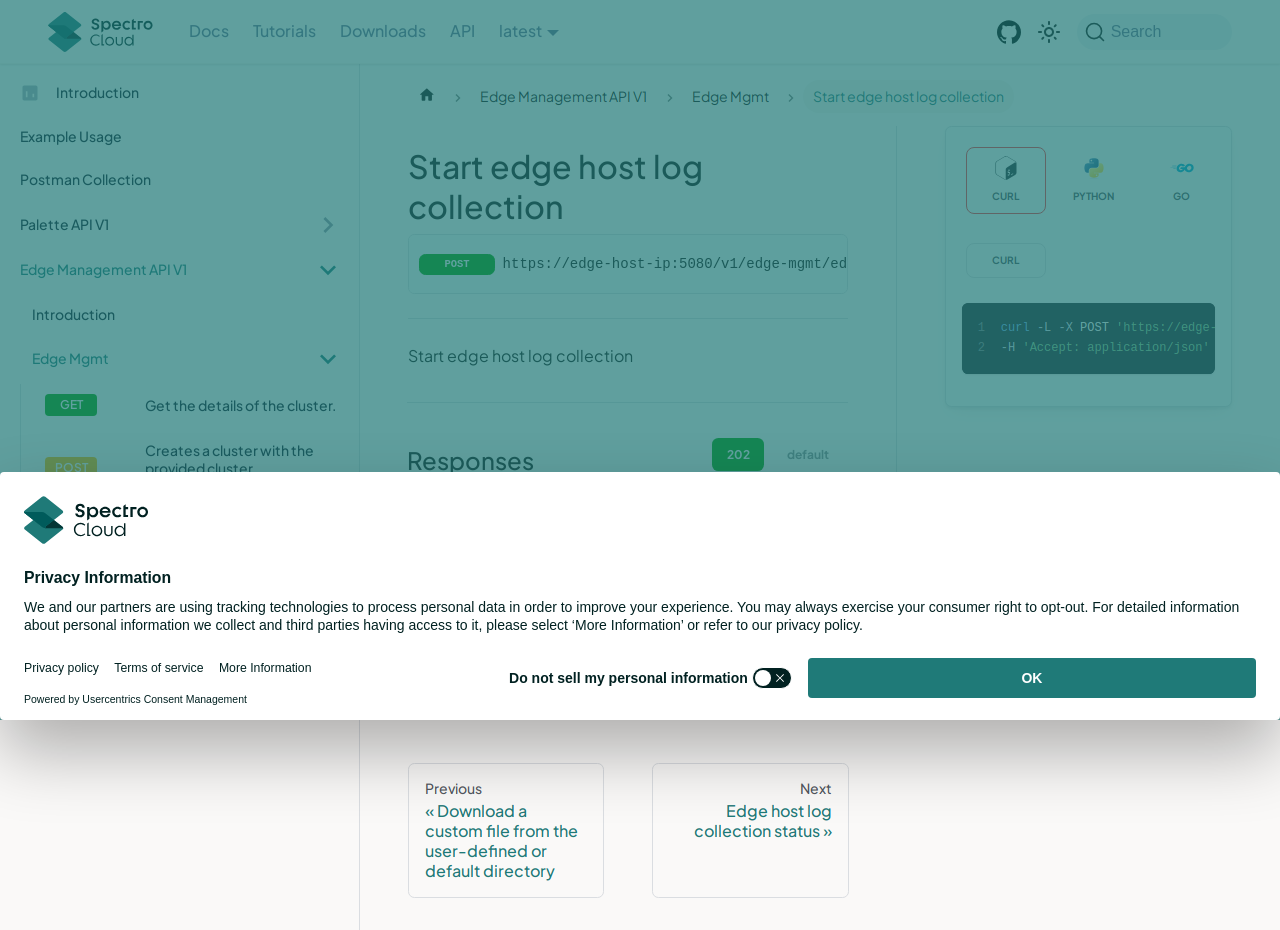 Spectro Cloud
Docs
Tutorials
Downloads
API
latest
Search
Introduction
Example Usage
Postman Collection
Palette API V1
Edge Management API V1
Introduction
Edge Mgmt
GET
Get the details of the cluster.
POST
Creates a cluster with the
provided cluster
Edge Management API V1
Edge Mgmt
Start edge host log collection
Start edge host log
collection
POST
https://edge-host-ip:5080/v1/edge-mgmt/ed
Start edge host log collection
Responses
202
default
CURL
PYTHON
GO
CURL
1 curl -L -X POST 'https://edge-
2 -H 'Accept: application/json'
Spectro
Cloud
Privacy Information
We and our partners are using tracking technologies to process personal data in order to improve your experience. You may always exercise your consumer right to opt-out. For detailed information
about personal information we collect and third parties having access to it, please select ‘More Information’ or refer to our privacy policy.
Privacy policy
Terms of service
More Information
Powered by Usercentrics Consent Management
Do not sell my personal information
OK
Previous
« Download a
custom file from the
user-defined or
default directory
Next
Edge host log
collection status »